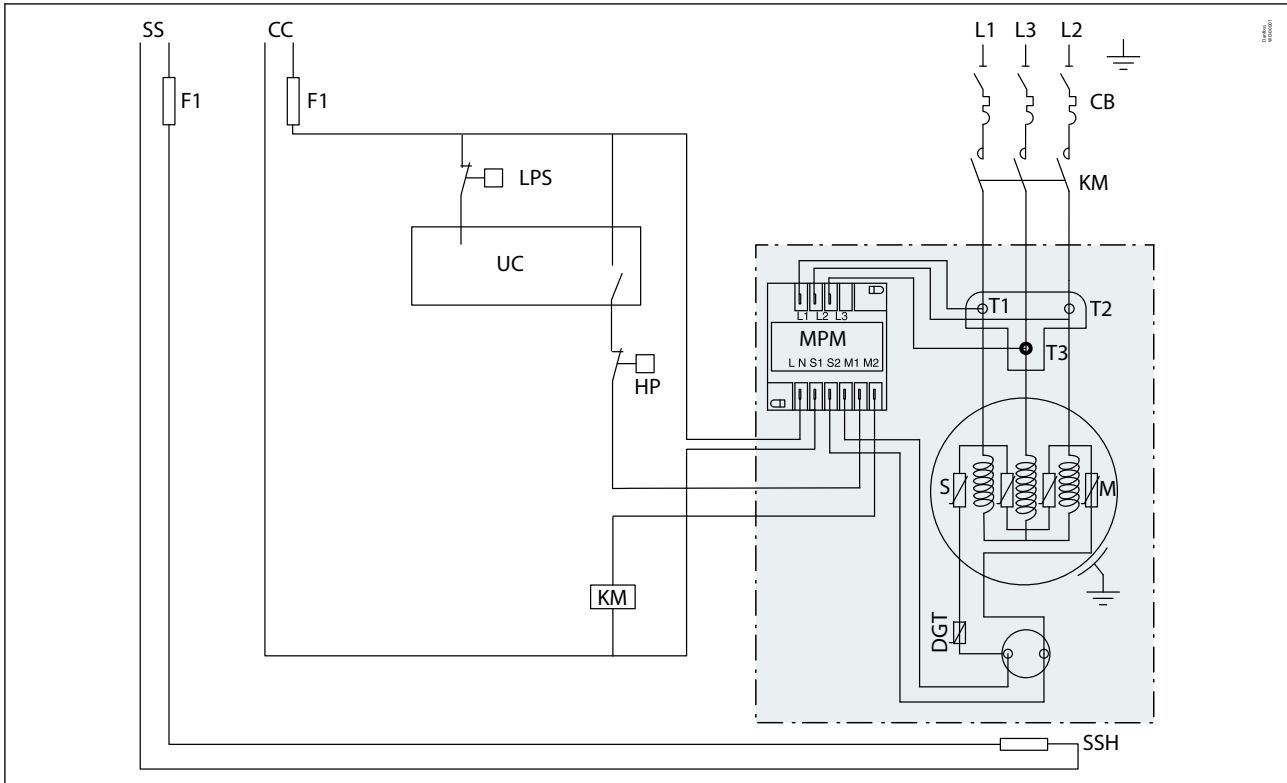 SS CC L1 L3 L2
F1 F1 CB
LPS KM
UC
T1 T2
L1 L2 L3
MPM T3
L N S1 S2 M1 M2
HP
S M
KM
DGT
SSH